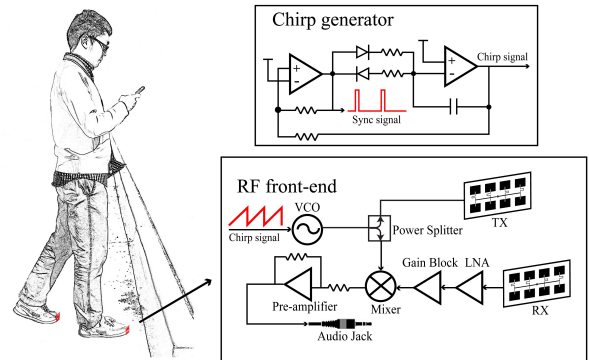 Chirp generator
+
-
+
-
Chirp signal
Sync signal
RF front-end
VCO
Chirp signal
Power Splitter
TX
Gain Block LNA
Mixer
RX
Pre-amplifier
Audio Jack